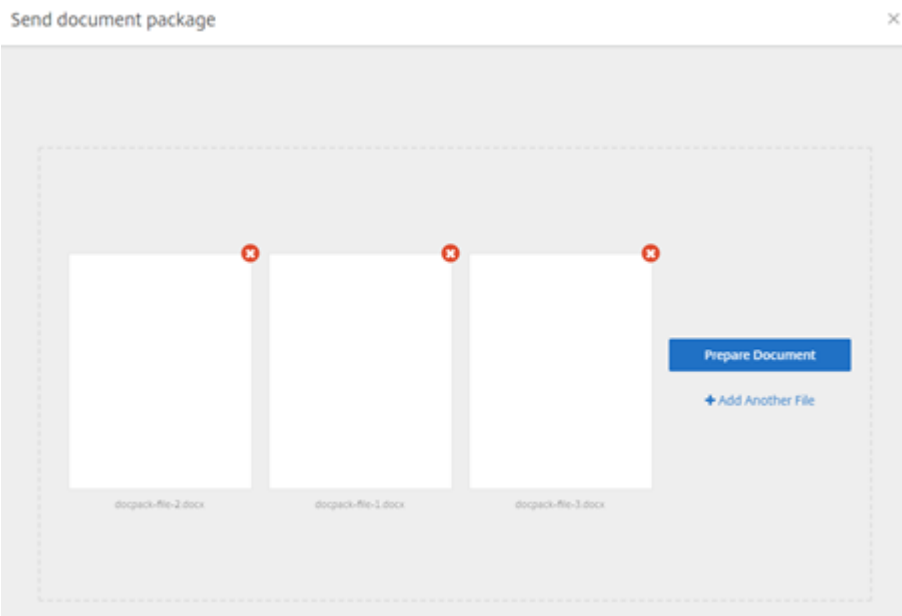 Send document package
Prepare Document
+ Add Another File
docpack-file-2.docx
docpack-file-1.docx
docpack-file-3.docx